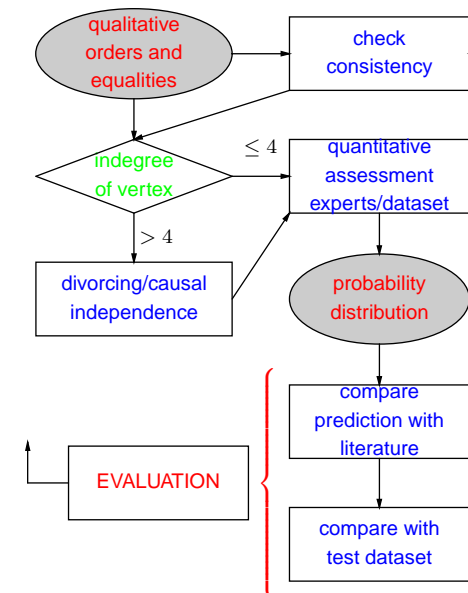 qualitative
orders and
equalities
check
consistency
indegree
of vertex
≤ 4
quantitative
assessment
experts/dataset
> 4
divorcing/causal
independence
probability
distribution
compare
prediction with
literature
EVALUATION
compare with
test dataset